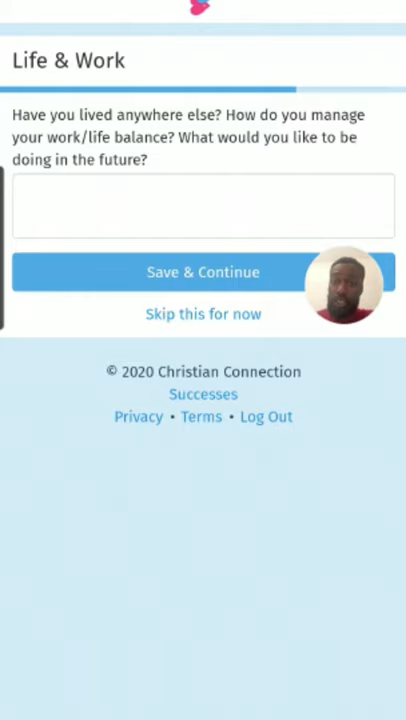 Life & Work
Have you lived anywhere else? How do you manage
your work/life balance? What would you like to be
doing in the future?
Save & Continue
Skip this for now
© 2020 Christian Connection
Successes
Privacy • Terms • Log Out